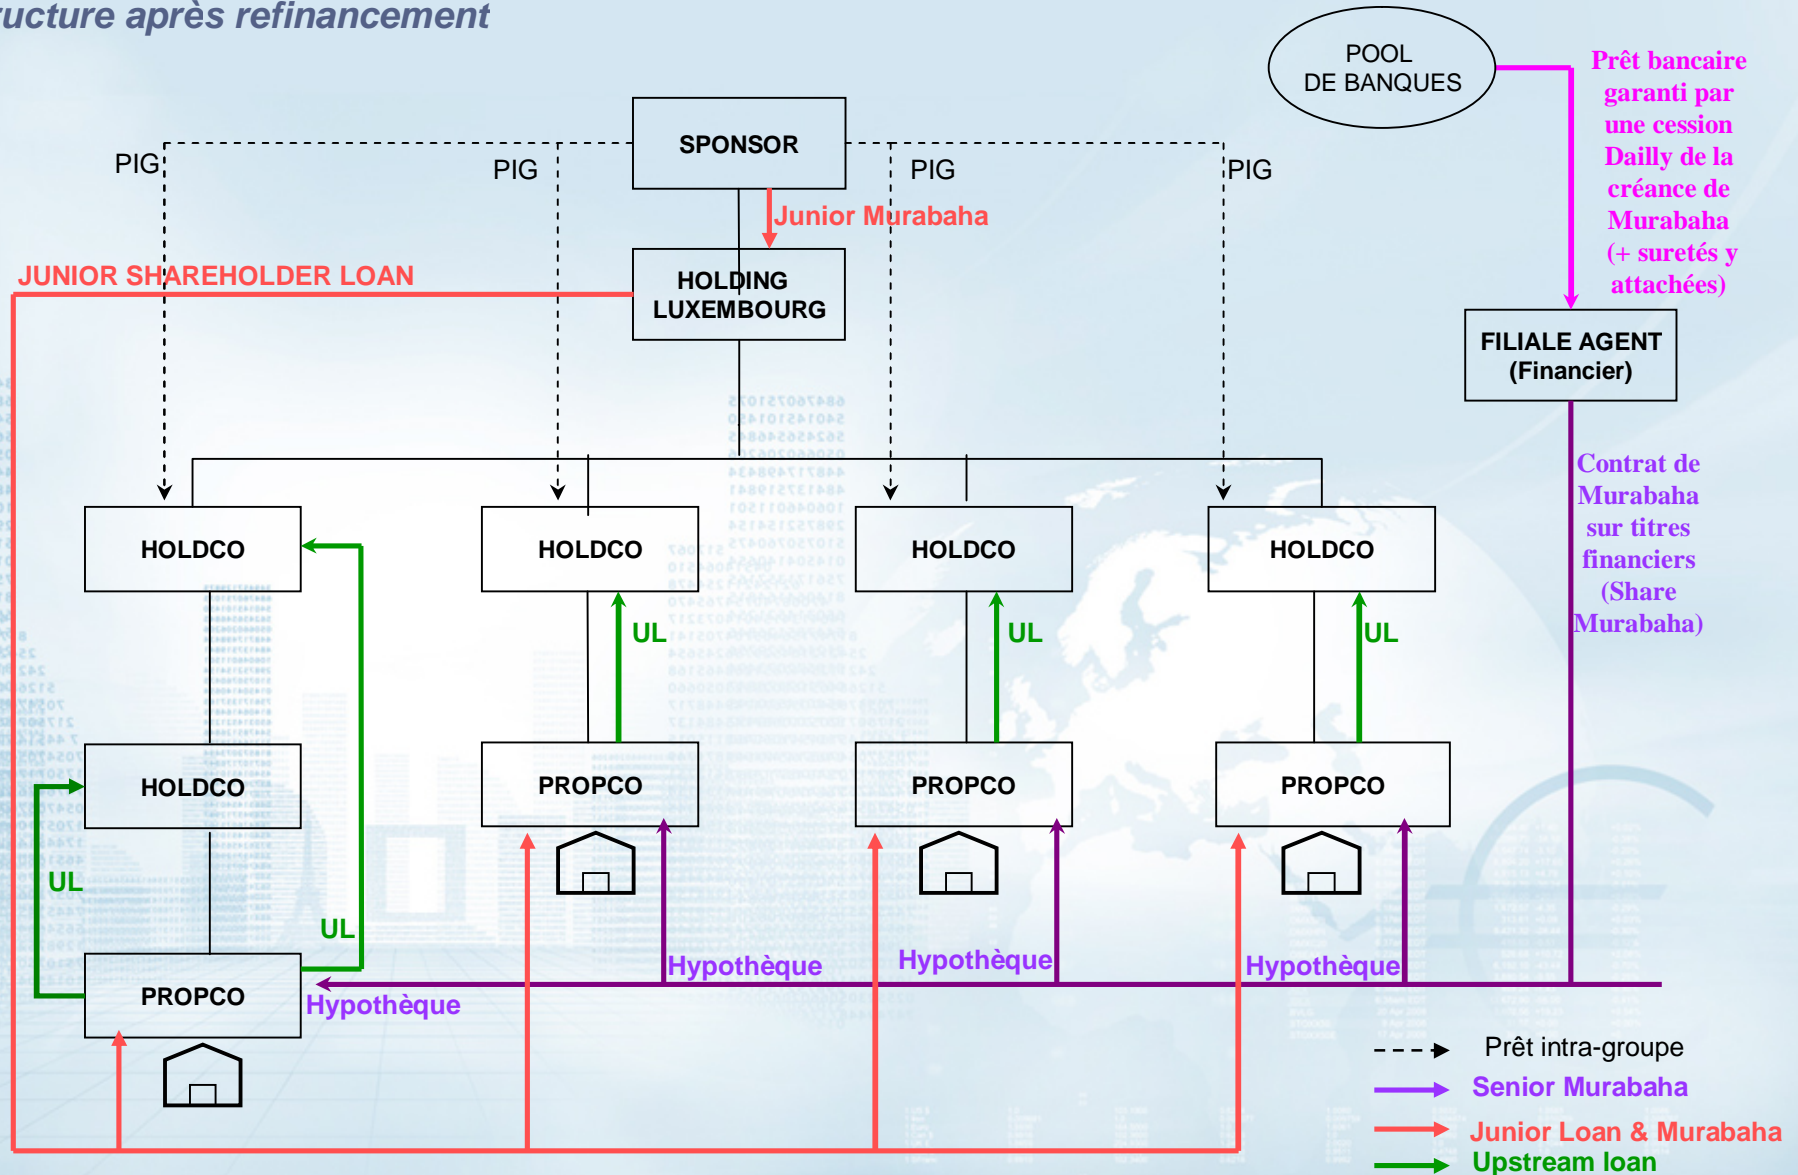 ructure après refinancement
POOL
DE BANQUES
Prêt bancaire
garanti par
une cession
Dailly de la
créance de
Murabaha
(+ suretés y
attachées)
SPONSOR
PIG
PIG
PIG
PIG
Junior Murabaha
JUNIOR SHAREHOLDER LOAN
HOLDING
LUXEMBOURG
FILIALE AGENT
(Financier)
Contrat de
Murabaha
sur titres
financiers
(Share
Murabaha)
HOLDCO
HOLDCO
HOLDCO
HOLDCO
UL
UL
UL
HOLDCO
PROPCO
PROPCO
PROPCO
UL
UL
Hypothèque
Hypothèque
Hypothèque
PROPCO
Hypothèque
Prêt intra-groupe
Senior Murabaha
Junior Loan & Murabaha
Upstream loan